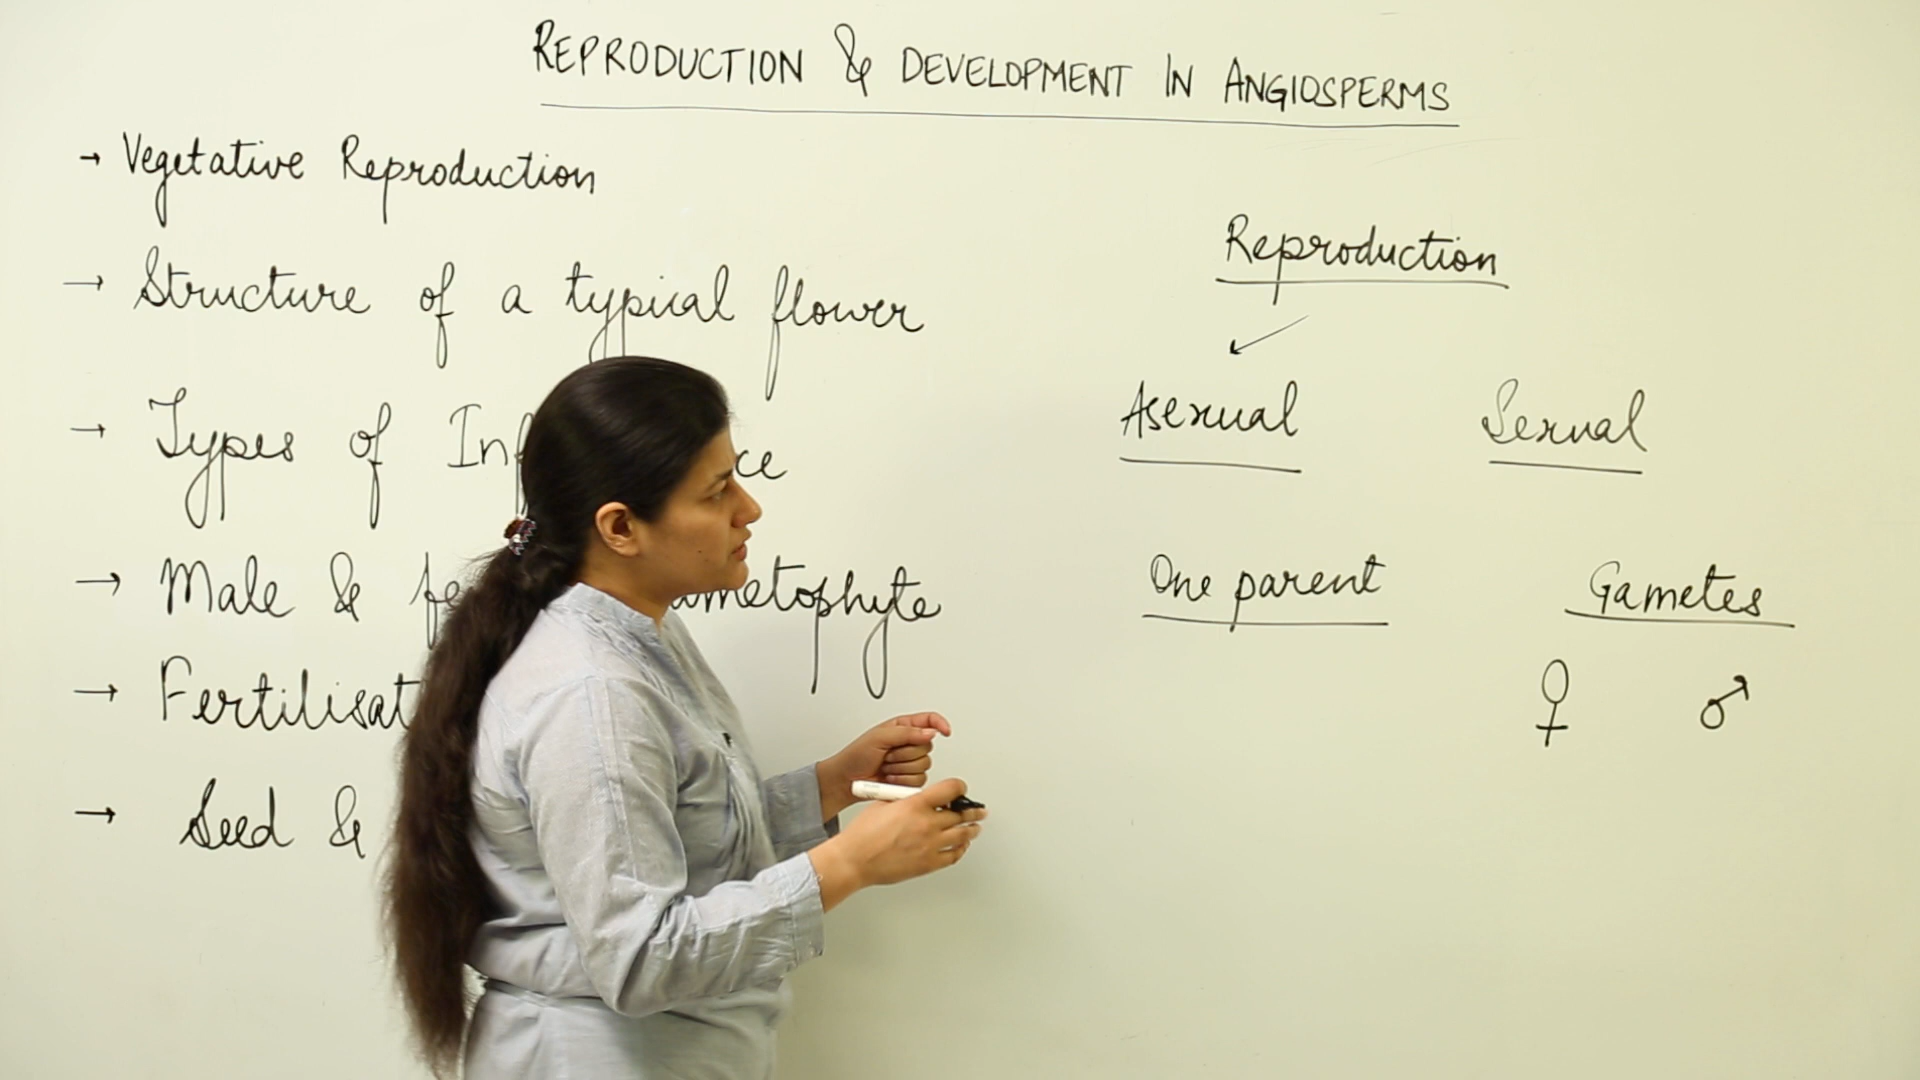 REPRODUCTION & DEVELOPMENT IN ANGIOSPERMS
→ Vegetative Reproduction
→ Structure of a typical flower
→ Types of
→ Male &
→
→ Seed &
Reproduction
Asexual
Sexual
One parent
Gametes
♀ ♂